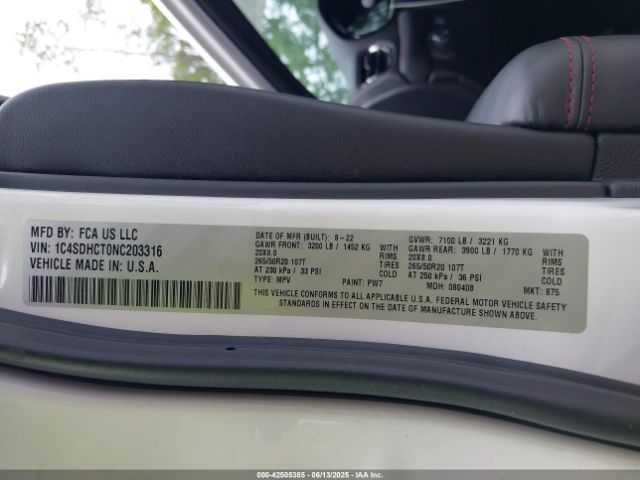 MFD BY: FCA US LLC
VIN: 1C4SDHCT0NC203316
VEHICLE MADE IN: U.S.A.
DATE OF MFR (BUILT): 8-22 GVWR: 7100 LB / 3221 KG
GAWR FRONT: 3200 LB / 1452 KG WITH GAWR REAR: 3900 LB / 1770 KG WITH
20X8.0 RIMS 20X8.0 RIMS
265/50R20 107T TIRES 265/50R20 107T TIRES
AT 230 kPa / 33 PSI COLD AT 250 kPa / 36 PSI COLD
TYPE: MPV PAINT: PW7 MDH: 080408 MKT: B75
THIS VEHICLE CONFORMS TO ALL APPLICABLE U.S.A. FEDERAL MOTOR VEHICLE SAFETY
STANDARDS IN EFFECT ON THE DATE OF MANUFACTURE SHOWN ABOVE.
000-42505385 - 06/13/2025 - IAA Inc.